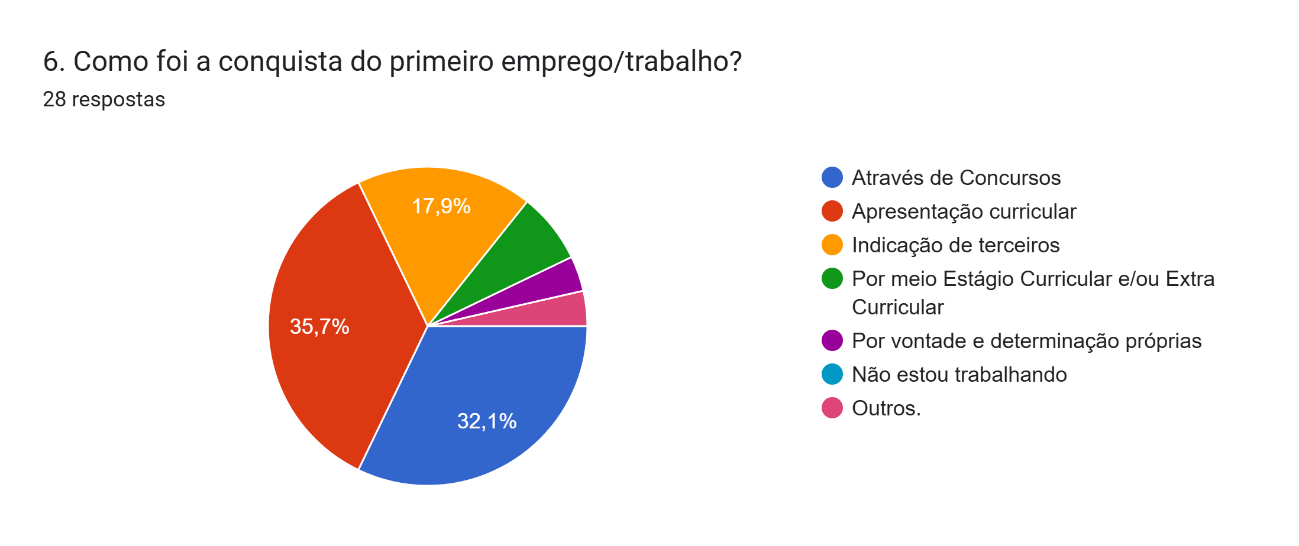 6. Como foi a conquista do primeiro emprego/trabalho?
28 respostas
17,9%
35,7%
32,1%
Através de Concursos
Apresentação curricular
Indicação de terceiros
Por meio Estágio Curricular e/ou Extra
Curricular
Por vontade e determinação próprias
Não estou trabalhando
Outros.